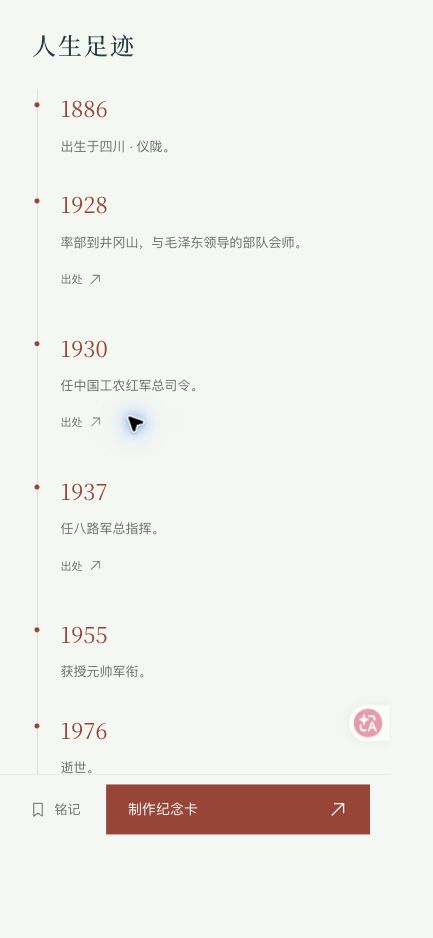 人生足迹
1886
出生于四川 · 仪陇。
1928
率部到井冈山，与毛泽东领导的部队会师。
出处
1930
任中国工农红军总司令。
出处
1937
任八路军总指挥。
出处
1955
获授元帅军衔。
1976
逝世。
铭记
制作纪念卡